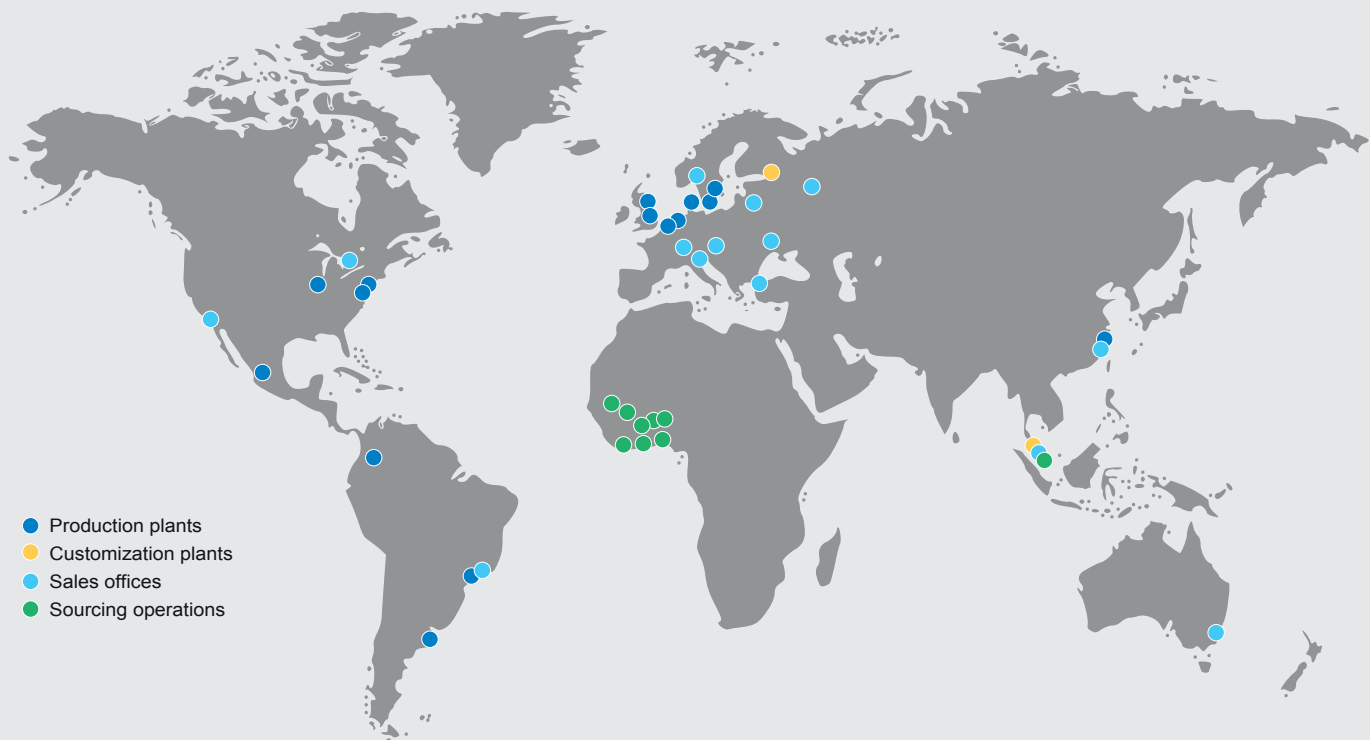 Production plants
Customization plants
Sales offices
Sourcing operations